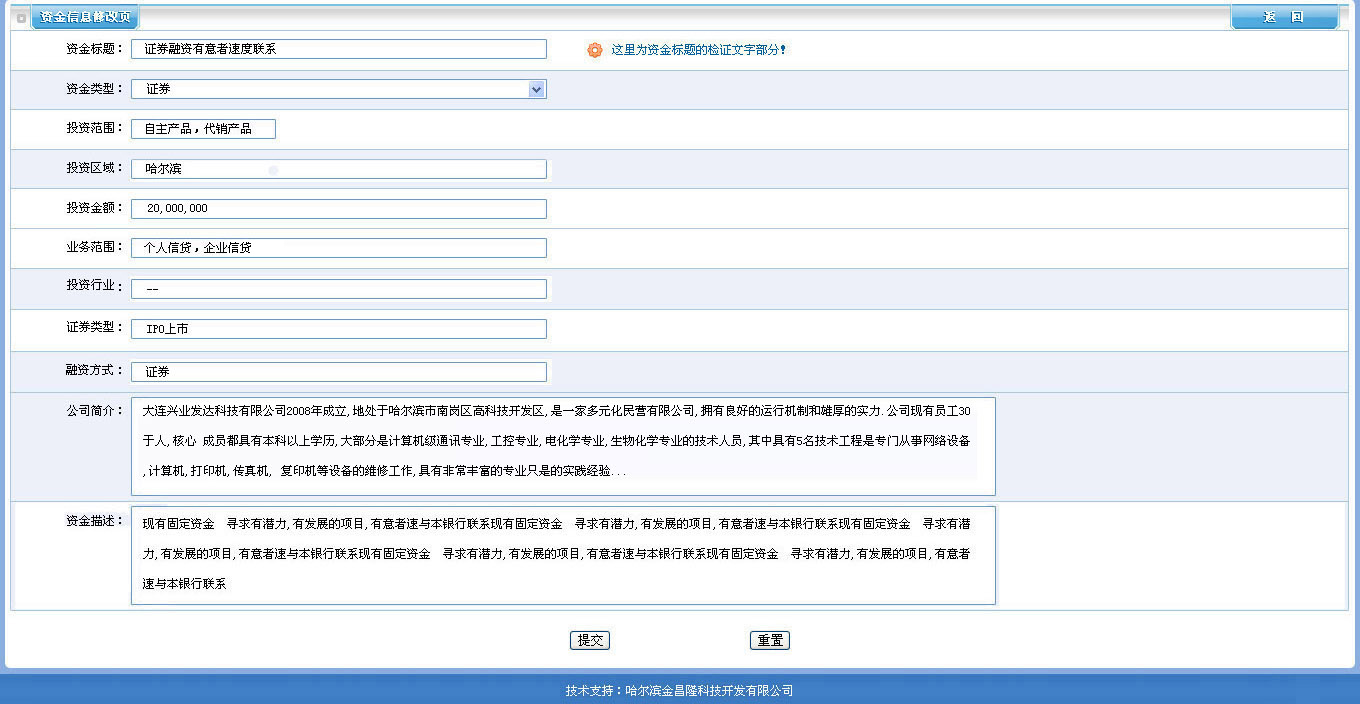 资金信息修改页 返 回
资金标题： 证券融资有意者速度联系 这里为资金标题的检证文字部分！
资金类型： 证券
投资范围： 自主产品，代销产品
投资区域： 哈尔滨
投资金额： 20,000,000
业务范围： 个人信贷，企业信贷
投资行业： --
证券类型： IPO上市
融资方式： 证券
公司简介： 大连兴业发达科技有限公司2008年成立,地处于哈尔滨市南岗区高科技开发区,是一家多元化民营有限公司,拥有良好的运行机制和雄厚的实力.公司现有员工30
于人,核心 成员都具有本科以上学历,大部分是计算机级通讯专业,工控专业,电化学专业,生物化学专业的技术人员,其中具有5名技术工程是专门从事网络设备
,计算机,打印机,传真机, 复印机等设备的维修工作,具有非常丰富的专业只是的实践经验...
资金描述： 现有固定资金 寻求有潜力,有发展的项目,有意者速与本银行联系现有固定资金 寻求有潜力,有发展的项目,有意者速与本银行联系现有固定资金 寻求有潜
力,有发展的项目,有意者速与本银行联系现有固定资金 寻求有潜力,有发展的项目,有意者速与本银行联系现有固定资金 寻求有潜力,有发展的项目,有意者
速与本银行联系
提交 重置
技术支持：哈尔滨金昌隆科技开发有限公司